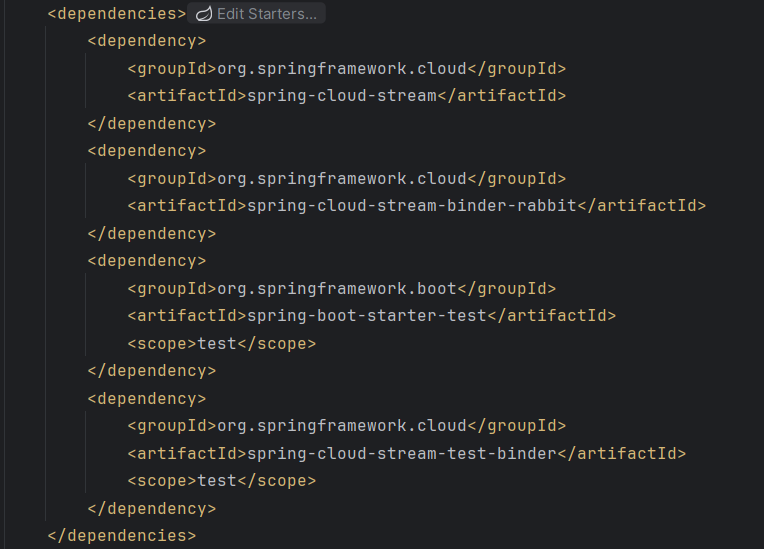 <dependencies> Edit Starters...
<dependency>
<groupId>org.springframework.cloud</groupId>
<artifactId>spring-cloud-stream</artifactId>
</dependency>
<dependency>
<groupId>org.springframework.cloud</groupId>
<artifactId>spring-cloud-stream-binder-rabbit</artifactId>
</dependency>
<dependency>
<groupId>org.springframework.boot</groupId>
<artifactId>spring-boot-starter-test</artifactId>
<scope>test</scope>
</dependency>
<dependency>
<groupId>org.springframework.cloud</groupId>
<artifactId>spring-cloud-stream-test-binder</artifactId>
<scope>test</scope>
</dependency>
</dependencies>